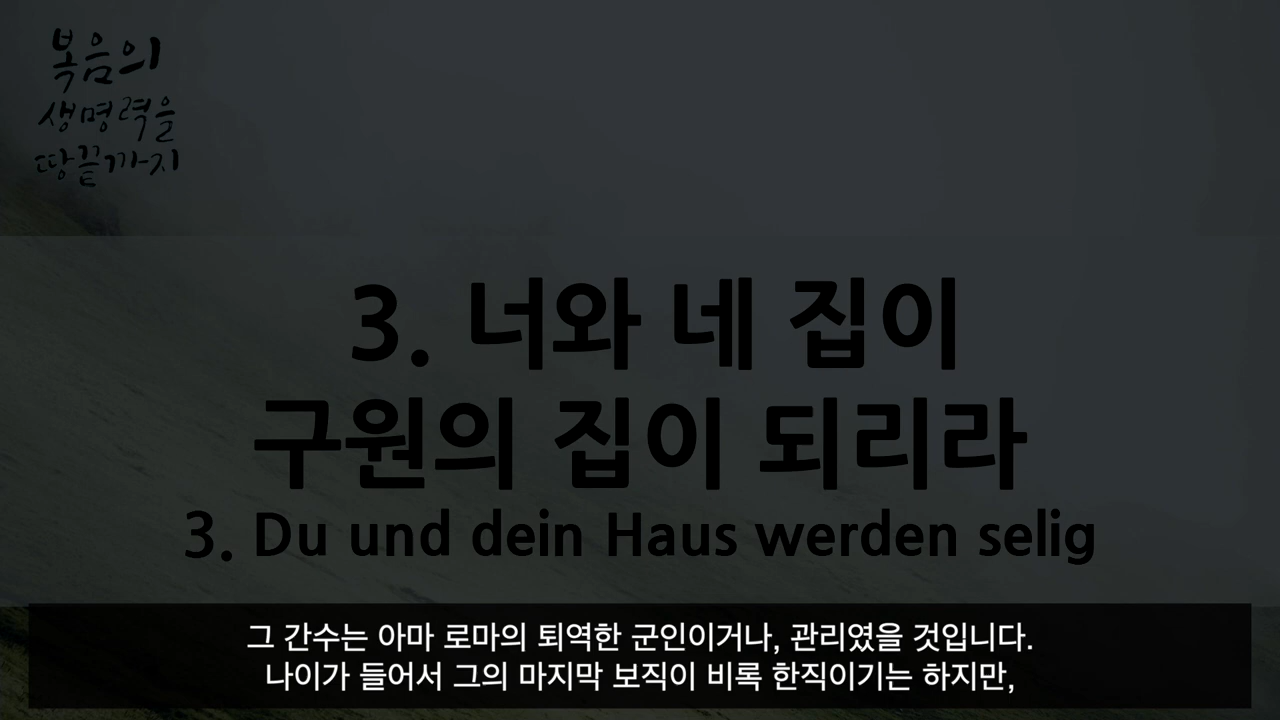 복음의
생명력을
땅끝까지
3. 너와 네 집이
구원의 집이 되리라
3. Du und dein Haus werden selig
그 간수는 아마 로마의 퇴역한 군인이거나, 관리였을 것입니다.
나이가 들어서 그의 마지막 보직이 비록 한직이기는 하지만,